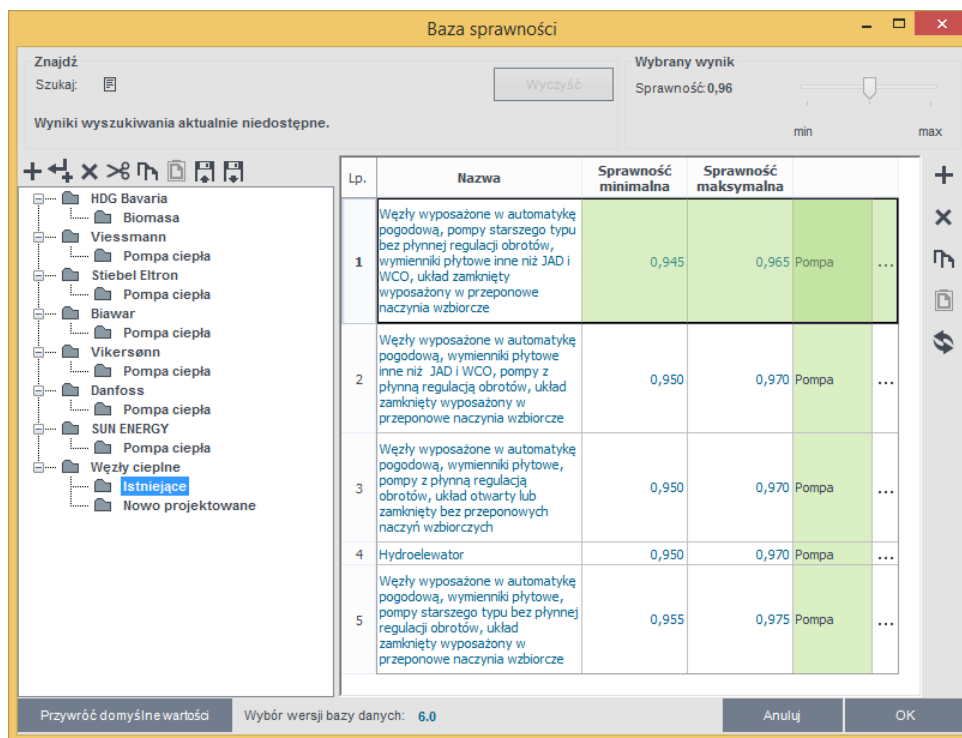 Baza sprawności
Znajdź
Szukaj:
Wyczyść
Wyniki wyszukiwania aktualnie niedostępne.
Wybrany wynik
Sprawność: 0,96
min
max
HDG Bavaria
Biomasa
Viessmann
Pompa ciepła
Stiebel Eltron
Pompa ciepła
Biawar
Pompa ciepła
Vikersønn
Pompa ciepła
Danfoss
Pompa ciepła
SUN ENERGY
Pompa ciepła
Węzły cieplne
Istniejące
Nowo projektowane
Lp.
Nazwa
Sprawność
minimalna
Sprawność
maksymalna
1
Węzły wyposażone w automatykę
pogodową, pompy starszego typu
bez płynnej regulacji obrotów,
wymienniki płytowe inne niż JAD i
WCO, układ zamknięty
wyposażony w przeponowe
naczynia wzbiorcze
0,945
0,965
Pompa
...
2
Węzły wyposażone w automatykę
pogodową, wymienniki płytowe
inne niż JAD i WCO, pompy z
płynną regulacją obrotów, układ
zamknięty wyposażony w
przeponowe naczynia wzbiorcze
0,950
0,970
Pompa
...
3
Węzły wyposażone w automatykę
pogodową, wymienniki płytowe,
pompy z płynną regulacją
obrotów, układ otwarty lub
zamknięty bez przeponowych
naczyń wzbiorczych
0,950
0,970
Pompa
...
4
Hydroelewator
0,950
0,970
Pompa
...
5
Węzły wyposażone w automatykę
pogodową, wymienniki płytowe,
pompy starszego typu bez płynnej
regulacji obrotów, układ
zamknięty wyposażony w
przeponowe naczynia wzbiorcze
0,955
0,975
Pompa
...
Przywróć domyślne wartości
Wybór wersji bazy danych: 6.0
Anuluj
OK